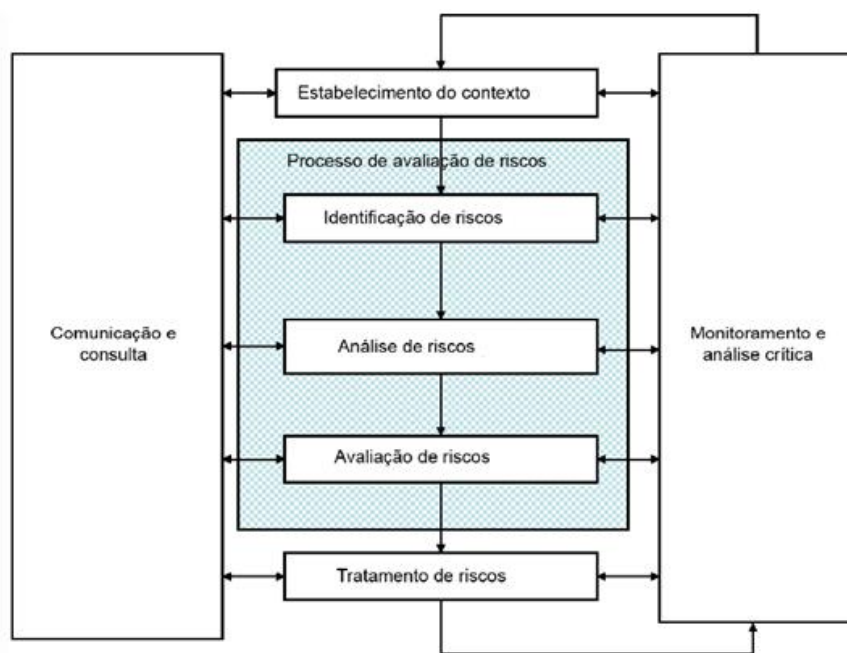 Estabelecimento do contexto
Processo de avaliação de riscos
Identificação de riscos
Comunicação e
consulta
Análise de riscos
Monitoramento e
análise crítica
Avaliação de riscos
Tratamento de riscos